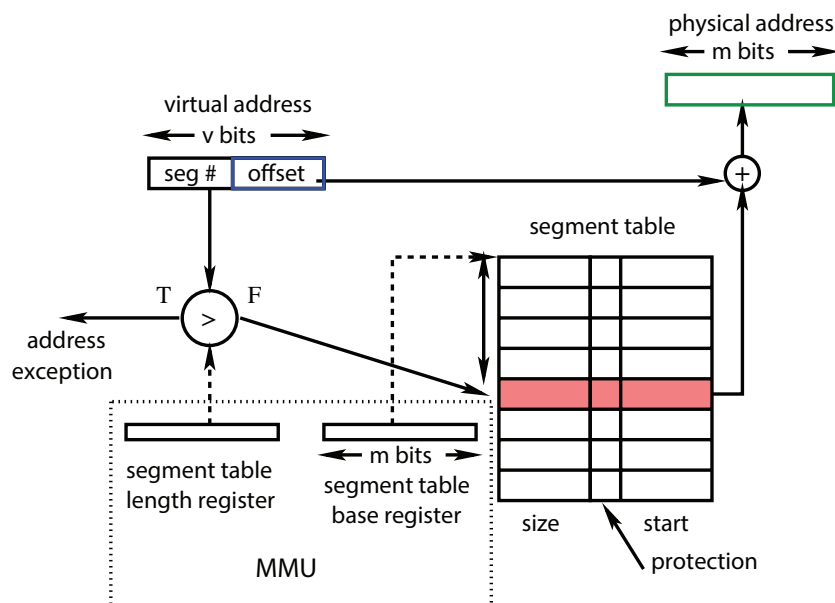 physical address
m bits
virtual address
v bits
seg #
offset
+
segment table
T
F
>
address
exception
m bits
segment table
length register
segment table
base register
size
start
protection
MMU